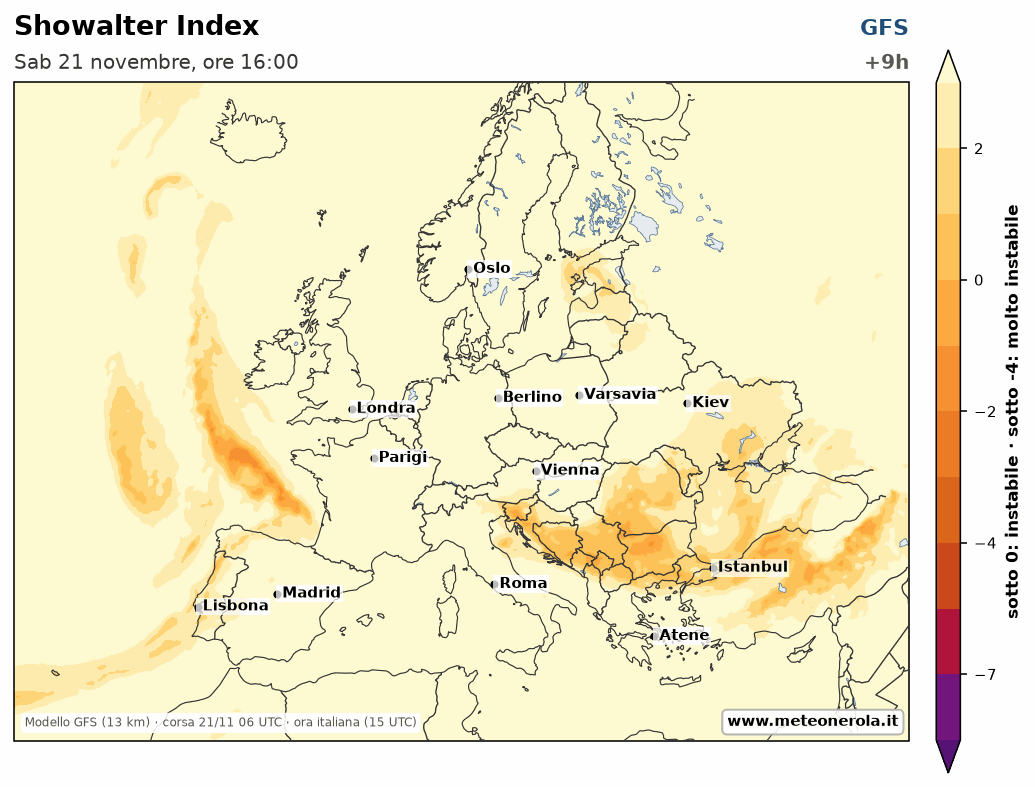 Showalter Index
GFS
Sab 21 novembre, ore 16:00
+9h
2
0
−2
−4
−7
sotto 0: instabile · sotto -4: molto instabile
Oslo
Londra
Berlino
Varsavia
Kiev
Parigi
Vienna
Istanbul
Roma
Madrid
Lisbona
Atene
Modello GFS (13 km) · corsa 21/11 06 UTC · ora italiana (15 UTC)
www.meteonerola.it